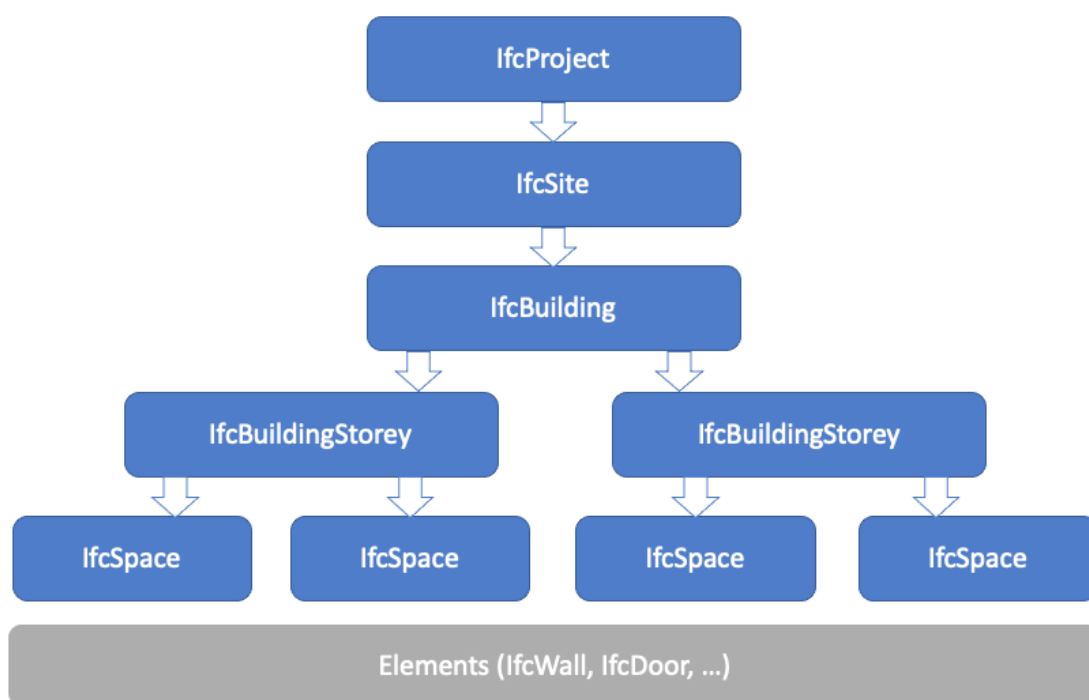 IfcProject
IfcSite
IfcBuilding
IfcBuildingStorey
IfcBuildingStorey
IfcSpace
IfcSpace
IfcSpace
IfcSpace
Elements (IfcWall, IfcDoor, ...)